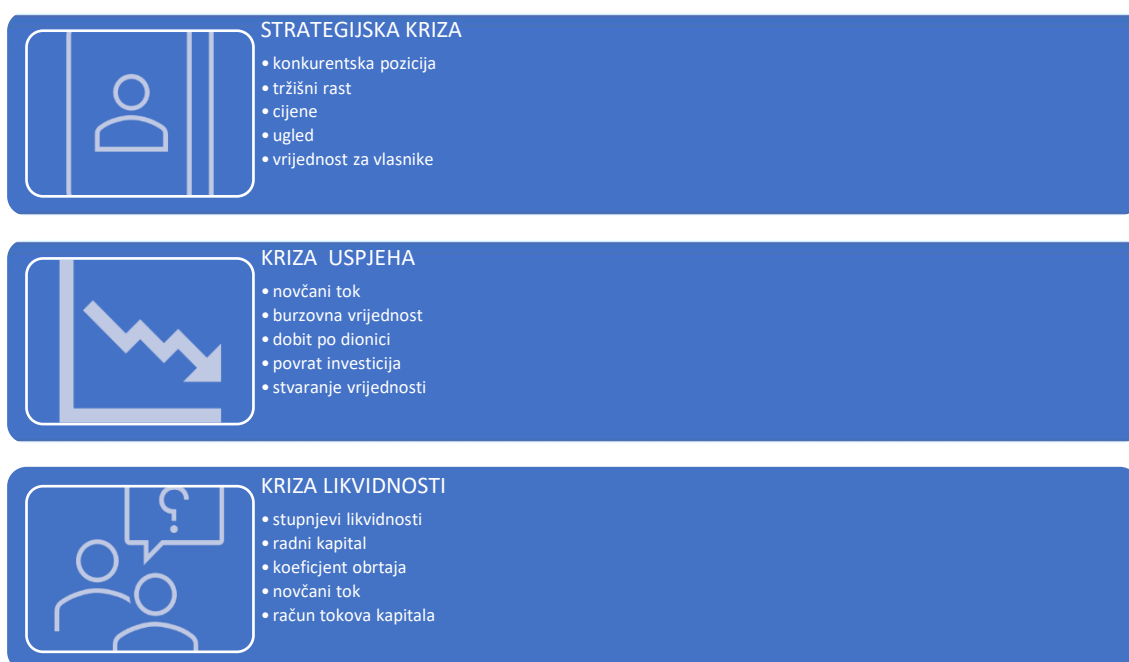 STRATEGIJSKA KRIZA
• konkurentska pozicija
• tržišni rast
• cijene
• ugled
• vrijednost za vlasnike
KRIZA USPJEHA
• novčani tok
• burzovna vrijednost
• dobit po dionici
• povrat investicija
• stvaranje vrijednosti
?
KRIZA LIKVIDNOSTI
• stupnjevi likvidnosti
• radni kapital
• koeficjent obrtaja
• novčani tok
• račun tokova kapitala